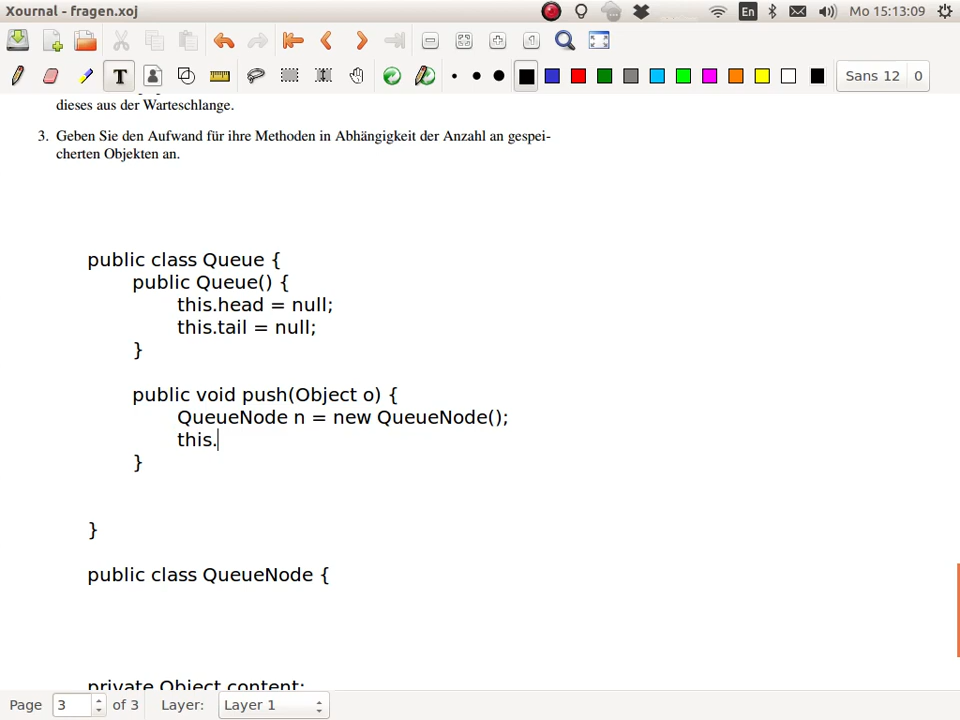 Xournal - fragen.xoj
En
Mo 15:13:09
T
Sans 12 0
dieses aus der Warteschlange.
3. Geben Sie den Aufwand für ihre Methoden in Abhängigkeit der Anzahl an gespei-
cherten Objekten an.
public class Queue {
public Queue() {
this.head = null;
this.tail = null;
}
public void push(Object o) {
QueueNode n = new QueueNode();
this.
}
}
public class QueueNode {
private Object content;
Page 3 of 3 Layer: Layer 1